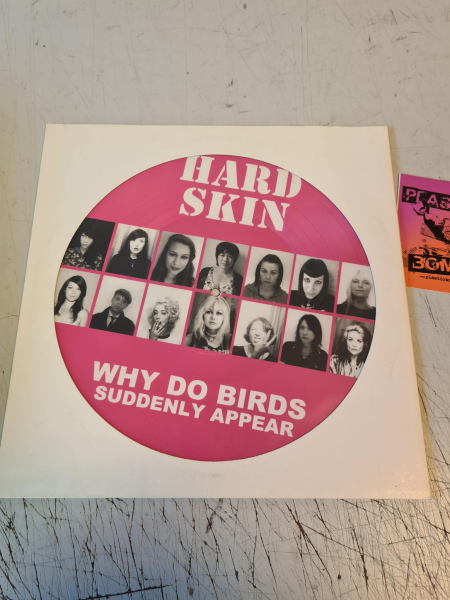 HARD
SKIN
WHY DO BIRDS
SUDDENLY APPEAR